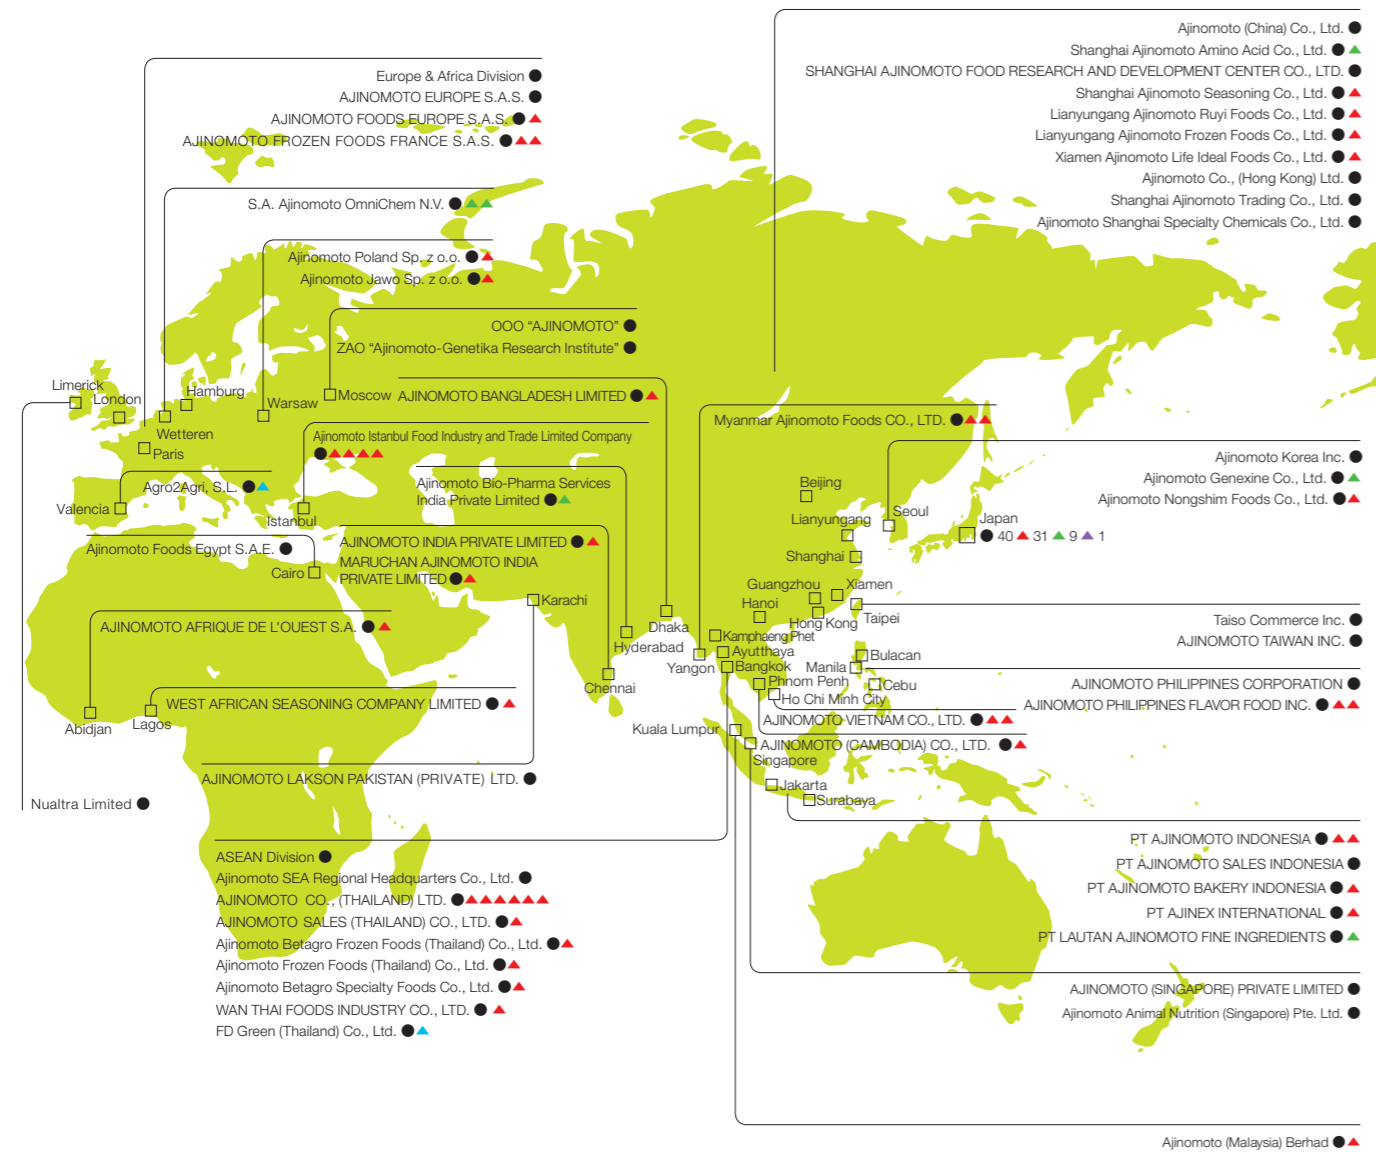 Europe & Africa Division ●
AJINOMOTO EUROPE S.A.S. ●
AJINOMOTO FOODS EUROPE S.A.S. ●▲
AJINOMOTO FROZEN FOODS FRANCE S.A.S. ●▲▲
S.A. Ajinomoto OmniChem N.V. ●▲▲
Ajinomoto Poland Sp. z o.o. ●▲
Ajinomoto Jawo Sp. z o.o. ●▲
OOO “AJINOMOTO” ●
ZAO “Ajinomoto-Genetika Research Institute” ●
AJINOMOTO BANGLADESH LIMITED ●▲
Ajinomoto Istanbul Food Industry and Trade Limited Company
●▲▲▲▲
Ajinomoto Bio-Pharma Services
India Private Limited ●▲
Agro2Agri, S.L. ●▲
Ajinomoto Foods Egypt S.A.E. ●
AJINOMOTO INDIA PRIVATE LIMITED ●▲
MARUCHAN AJINOMOTO INDIA
PRIVATE LIMITED ●▲
AJINOMOTO AFRIQUE DE L'OUEST S.A. ●▲
WEST AFRICAN SEASONING COMPANY LIMITED ●▲
AJINOMOTO LAKSON PAKISTAN (PRIVATE) LTD. ●
Nualtra Limited ●
Limerick
London
Hamburg
Wetteren
Paris
Warsaw
Moscow
Valencia
Istanbul
Cairo
Abidjan
Lagos
Karachi
Hyderabad
Chennai
Dhaka
ASEAN Division ●
Ajinomoto SEA Regional Headquarters Co., Ltd. ●
AJINOMOTO CO., (THAILAND) LTD. ●▲▲▲▲▲▲
AJINOMOTO SALES (THAILAND) CO., LTD. ●▲
Ajinomoto Betagro Frozen Foods (Thailand) Co., Ltd. ●▲
Ajinomoto Frozen Foods (Thailand) Co., Ltd. ●▲
Ajinomoto Betagro Specialty Foods Co., Ltd. ●▲
WAN THAI FOODS INDUSTRY CO., LTD. ●▲
FD Green (Thailand) Co., Ltd. ●▲
Ajinomoto (China) Co., Ltd. ●
Shanghai Ajinomoto Amino Acid Co., Ltd. ●▲
SHANGHAI AJINOMOTO FOOD RESEARCH AND DEVELOPMENT CENTER CO., LTD. ●
Shanghai Ajinomoto Seasoning Co., Ltd. ●▲
Lianyungang Ajinomoto Ruyi Foods Co., Ltd. ●▲
Lianyungang Ajinomoto Frozen Foods Co., Ltd. ●▲
Xiamen Ajinomoto Life Ideal Foods Co., Ltd. ●▲
Ajinomoto Co., (Hong Kong) Ltd. ●
Shanghai Ajinomoto Trading Co., Ltd. ●
Ajinomoto Shanghai Specialty Chemicals Co., Ltd. ●
Myanmar Ajinomoto Foods CO., LTD. ●▲▲
Ajinomoto Korea Inc. ●
Ajinomoto Genexine Co., Ltd. ●▲
Ajinomoto Nongshim Foods Co., Ltd. ●▲
Beijing
Lianyungang
Seoul
Japan
● 40 ▲ 31 ▲ 9 ▲ 1
Shanghai
Guangzhou
Xiamen
Hanoi
Hong Kong
Taipei
Kamphaeng Phet
Ayutthaya
Yangon
Bangkok
Bulacan
Manila
Phnom Penh
Cebu
Ho Chi Minh City
Kuala Lumpur
Singapore
Jakarta
Surabaya
Taiso Commerce Inc. ●
AJINOMOTO TAIWAN INC. ●
AJINOMOTO PHILIPPINES CORPORATION ●
AJINOMOTO PHILIPPINES FLAVOR FOOD INC. ●▲▲
AJINOMOTO VIETNAM CO., LTD. ●▲▲
AJINOMOTO (CAMBODIA) CO., LTD. ●▲
PT AJINOMOTO INDONESIA ●▲▲
PT AJINOMOTO SALES INDONESIA ●
PT AJINOMOTO BAKERY INDONESIA ●▲
PT AJINEX INTERNATIONAL ●▲
PT LAUTAN AJINOMOTO FINE INGREDIENTS ●▲
AJINOMOTO (SINGAPORE) PRIVATE LIMITED ●
Ajinomoto Animal Nutrition (Singapore) Pte. Ltd. ●
Ajinomoto (Malaysia) Berhad ●▲